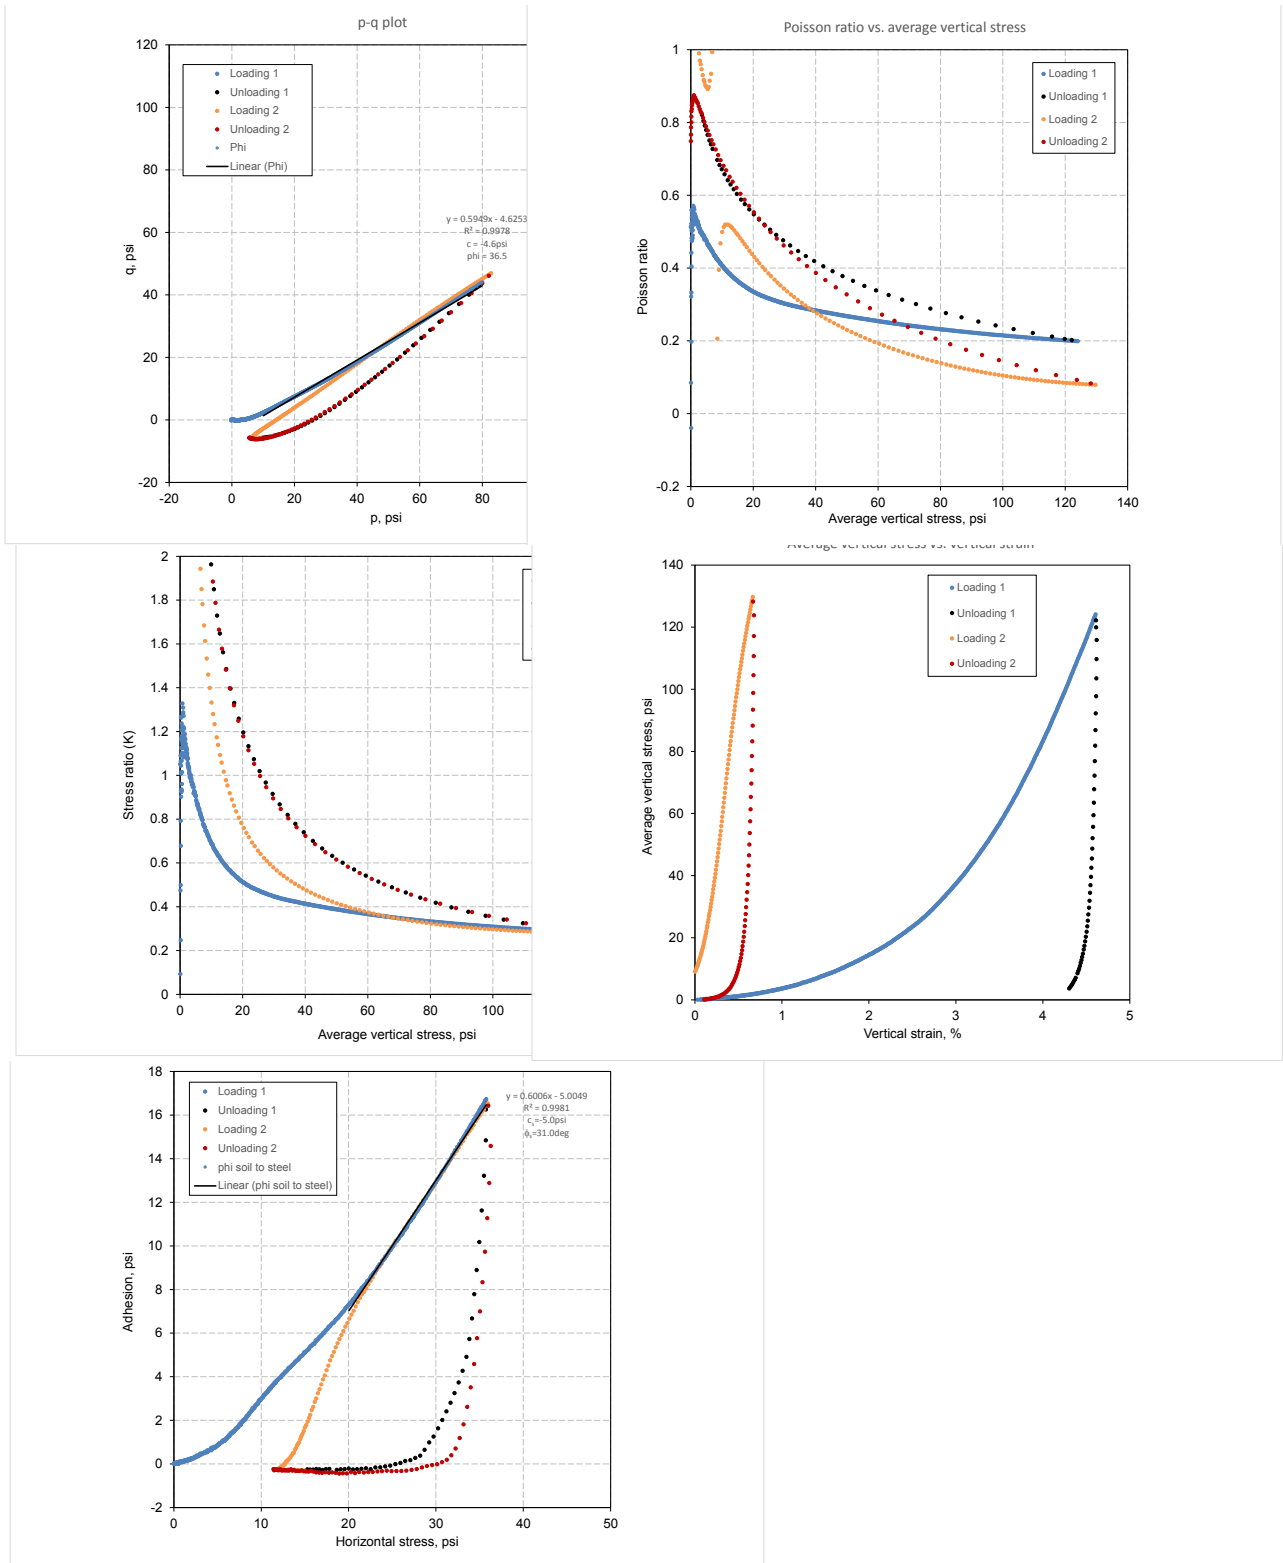 p-q plot
120
100
80
60
40
20
0
-20
-20
0
20
40
60
80
q, psi
p, psi
Loading 1
Unloading 1
Loading 2
Unloading 2
Phi
Linear (Phi)
y = 0.5949x - 4.6253
R² = 0.9978
c = -4.6psi
phi = 36.5
Poisson ratio vs. average vertical stress
1
0.8
0.6
0.4
0.2
0
-0.2
0
20
40
60
80
100
120
140
Poisson ratio
Average vertical stress, psi
Loading 1
Unloading 1
Loading 2
Unloading 2
2
1.8
1.6
1.4
1.2
1
0.8
0.6
0.4
0.2
0
0
20
40
60
80
100
Stress ratio (K)
Average vertical stress, psi
Average vertical stress vs. vertical strain
140
120
100
80
60
40
20
0
0
1
2
3
4
5
Average vertical stress, psi
Vertical strain, %
Loading 1
Unloading 1
Loading 2
Unloading 2
18
16
14
12
10
8
6
4
2
0
-2
0
10
20
30
40
50
Adhesion, psi
Horizontal stress, psi
Loading 1
Unloading 1
Loading 2
Unloading 2
phi soil to steel
Linear (phi soil to steel)
y = 0.6006x - 5.0049
R² = 0.9981
cₐ=-5.0psi
ϕₛ=31.0deg